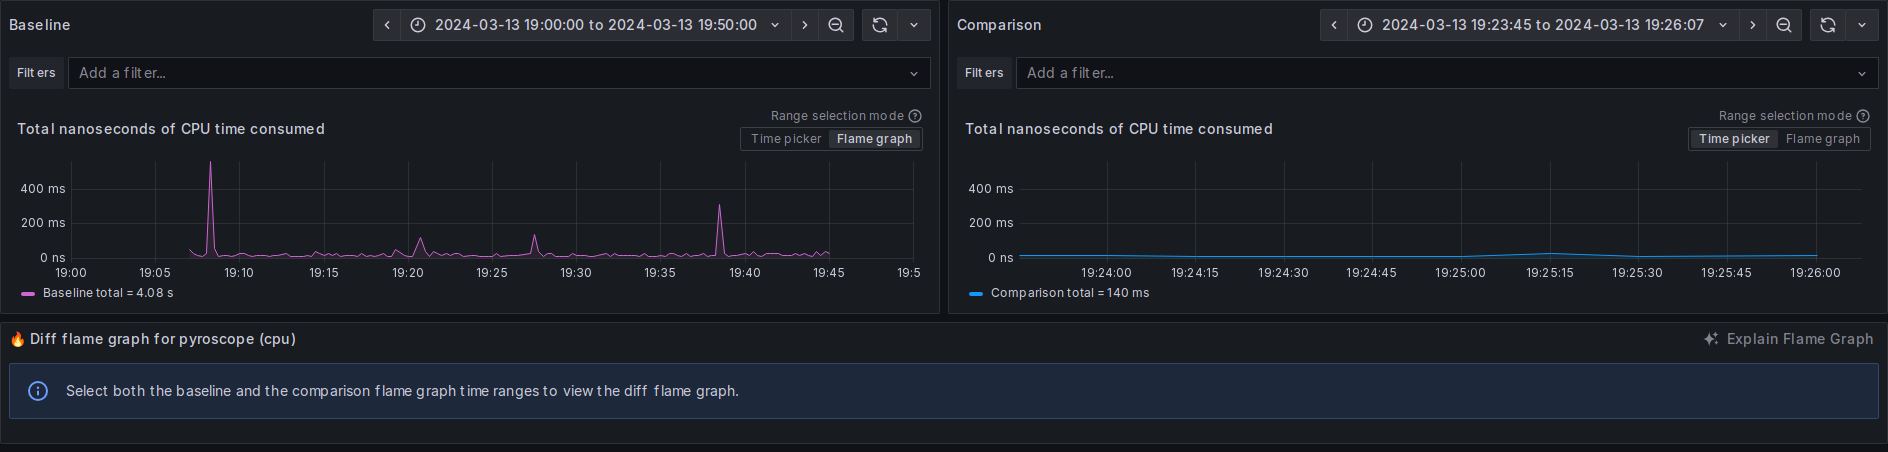 Baseline
2024-03-13 19:00:00 to 2024-03-13 19:50:00
Filters
Add a filter...
Range selection mode
Total nanoseconds of CPU time consumed
Time picker
Flame graph
400 ms
200 ms
0 ns
19:00 19:05 19:10 19:15 19:20 19:25 19:30 19:35 19:40 19:45 19:5
Baseline total = 4.08 s
Comparison
2024-03-13 19:23:45 to 2024-03-13 19:26:07
Filters
Add a filter...
Range selection mode
Total nanoseconds of CPU time consumed
Time picker
Flame graph
400 ms
200 ms
0 ns
19:24:00 19:24:15 19:24:30 19:24:45 19:25:00 19:25:15 19:25:30 19:25:45 19:26:00
Comparison total = 140 ms
🔥 Diff flame graph for pyroscope (cpu)
Explain Flame Graph
Select both the baseline and the comparison flame graph time ranges to view the diff flame graph.